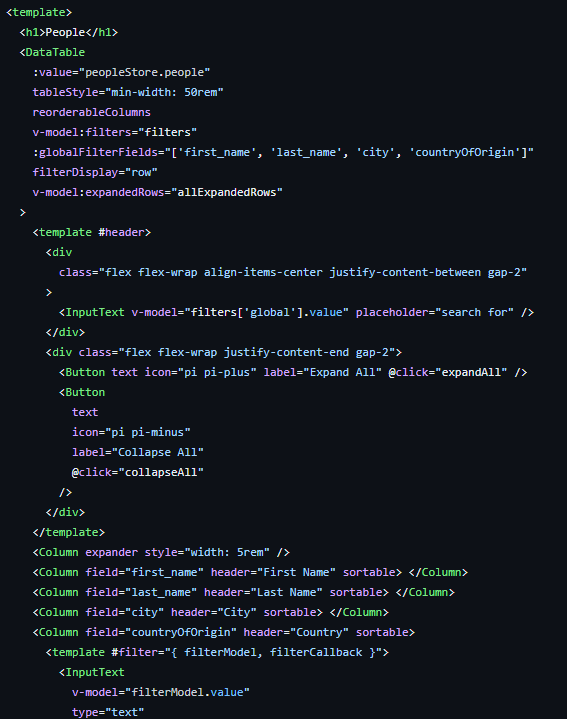 <template>
<h1>People</h1>
<DataTable
:value="peopleStore.people"
tableStyle="min-width: 50rem"
reorderableColumns
v-model:filters="filters"
:globalFilterFields="['first_name', 'last_name', 'city', 'countryOfOrigin']"
filterDisplay="row"
v-model:expandedRows="allExpandedRows"
>
<template #header>
<div
class="flex flex-wrap align-items-center justify-content-between gap-2"
>
<InputText v-model="filters['global'].value" placeholder="search for" />
</div>
<div class="flex flex-wrap justify-content-end gap-2">
<Button text icon="pi pi-plus" label="Expand All" @click="expandAll" />
<Button
text
icon="pi pi-minus"
label="Collapse All"
@click="collapseAll"
/>
</div>
</template>
<Column expander style="width: 5rem" />
<Column field="first_name" header="First Name" sortable> </Column>
<Column field="last_name" header="Last Name" sortable> </Column>
<Column field="city" header="City" sortable> </Column>
<Column field="countryOfOrigin" header="Country" sortable>
<template #filter="{ filterModel, filterCallback }">
<InputText
v-model="filterModel.value"
type="text"